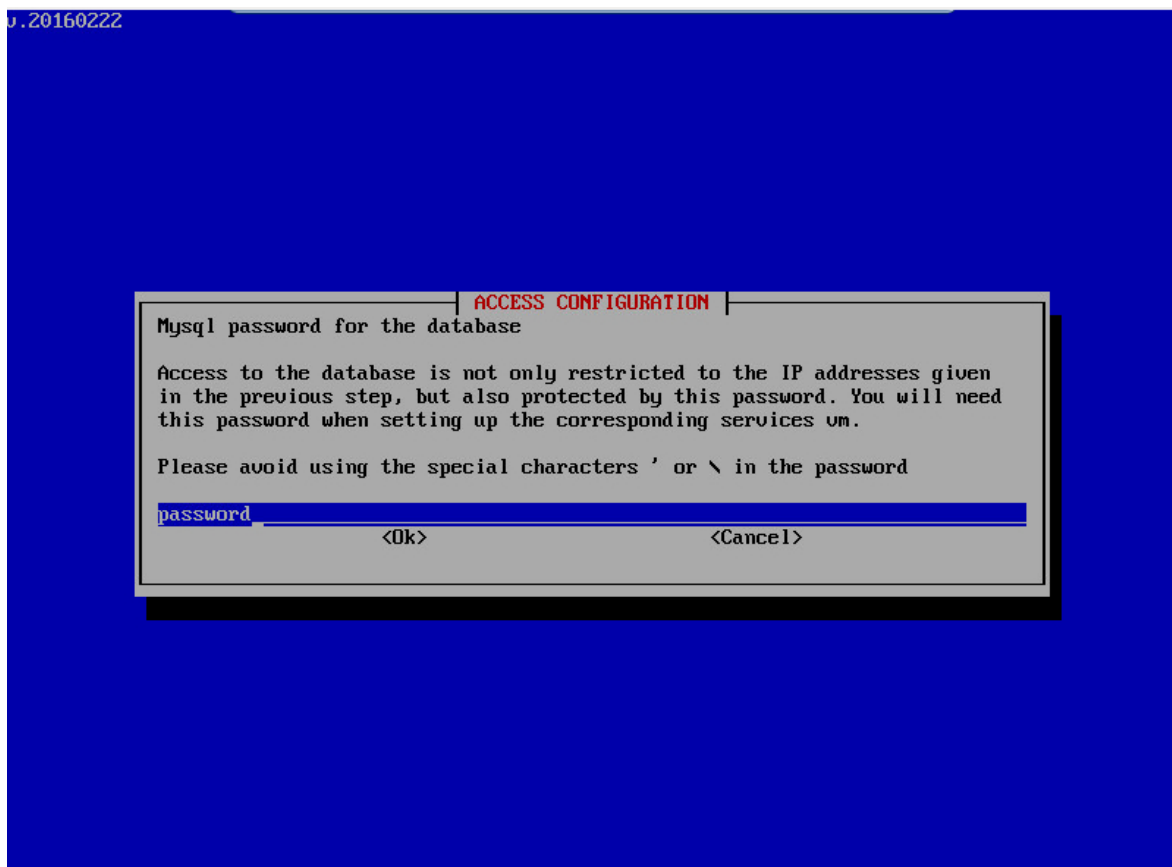 v.20160222
ACCESS CONFIGURATION
Mysql password for the database
Access to the database is not only restricted to the IP addresses given
in the previous step, but also protected by this password. You will need
this password when setting up the corresponding services vm.
Please avoid using the special characters ' or \ in the password
password
<Ok> <Cancel>